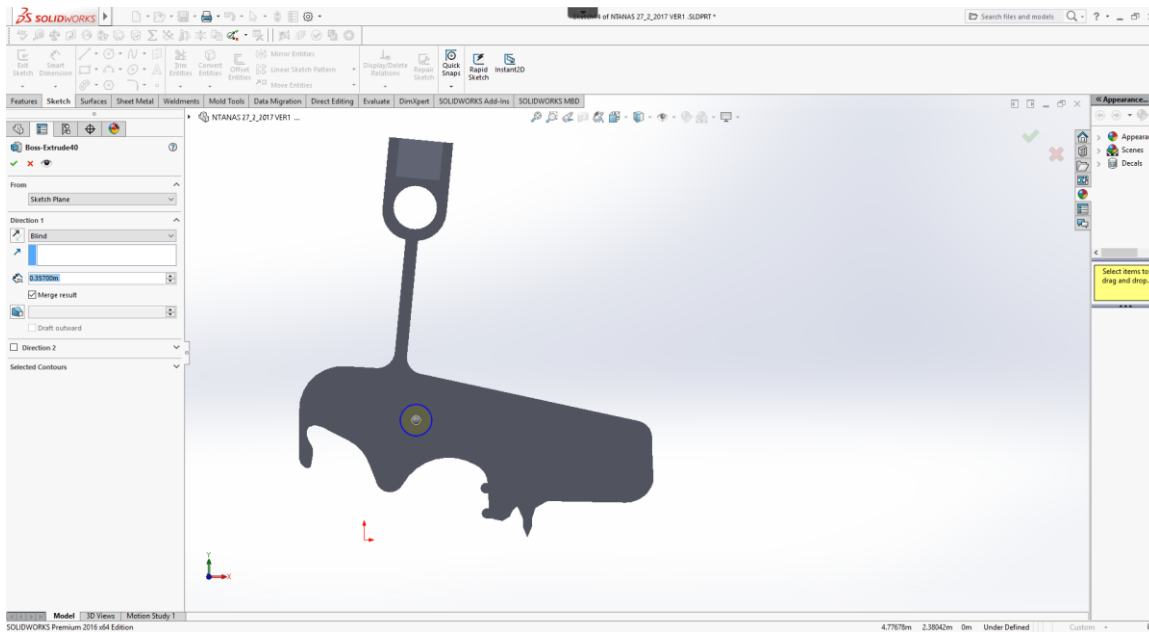 SOLIDWORKS
4 of NTANAS 27_2_2017 VER1 .SLDPRT *
Search files and models
Exit Sketch
Smart Dimension
Trim Entities
Convert Entities
Offset Entities
Mirror Entities
Linear Sketch Pattern
Move Entities
Display/Delete Relations
Repair Sketch
Quick Snaps
Rapid Sketch
Instant2D
Features Sketch Surfaces Sheet Metal Weldments Mold Tools Data Migration Direct Editing Evaluate DimXpert SOLIDWORKS Add-Ins SOLIDWORKS MBD
NTANAS 27_2_2017 VER1 ...
Appearance...
Appeara
Scenes
Decals
Boss-Extrude40
From
Sketch Plane
Direction 1
Blind
0.35700m
Merge result
Draft outward
Direction 2
Selected Contours
Select items to
drag and drop.
Y
X
Model 3D Views Motion Study 1
SOLIDWORKS Premium 2016 x64 Edition
4.77678m 2.38042m 0m Under Defined Custom